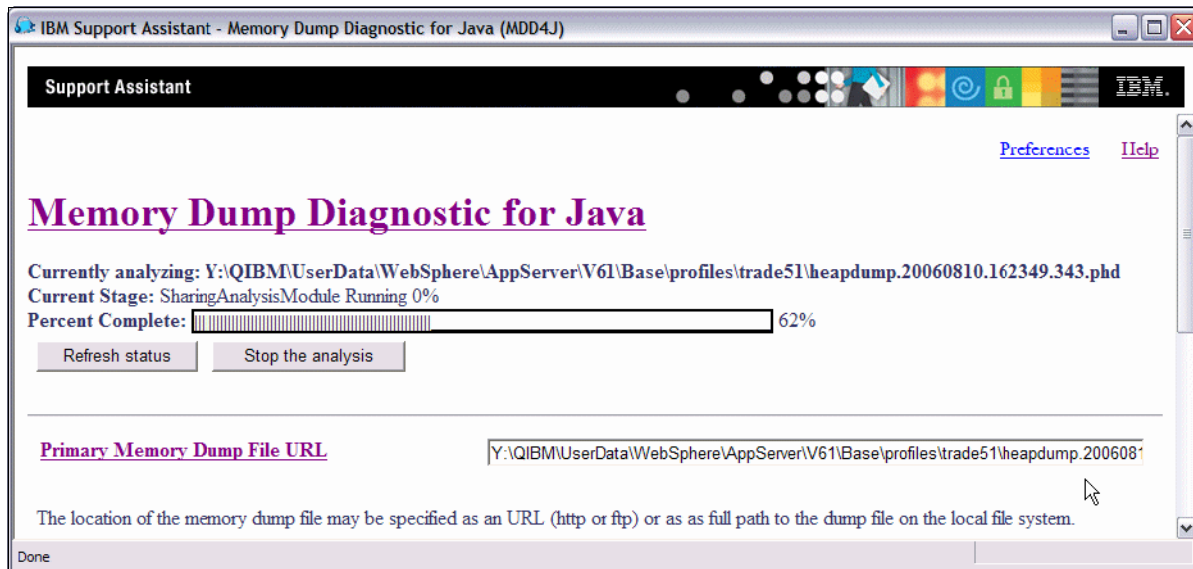 IBM Support Assistant - Memory Dump Diagnostic for Java (MDD4J)
Support Assistant
IBM.
Preferences Help
Memory Dump Diagnostic for Java
Currently analyzing: Y:\QIBM\UserData\WebSphere\AppServer\V61\Base\profiles\trade51\heapdump.20060810.162349.343.phd
Current Stage: SharingAnalysisModule Running 0%
Percent Complete: 62%
Refresh status Stop the analysis
Primary Memory Dump File URL Y:\QIBM\UserData\WebSphere\AppServer\V61\Base\profiles\trade51\heapdump.2006081
The location of the memory dump file may be specified as an URL (http or ftp) or as as full path to the dump file on the local file system.
Done